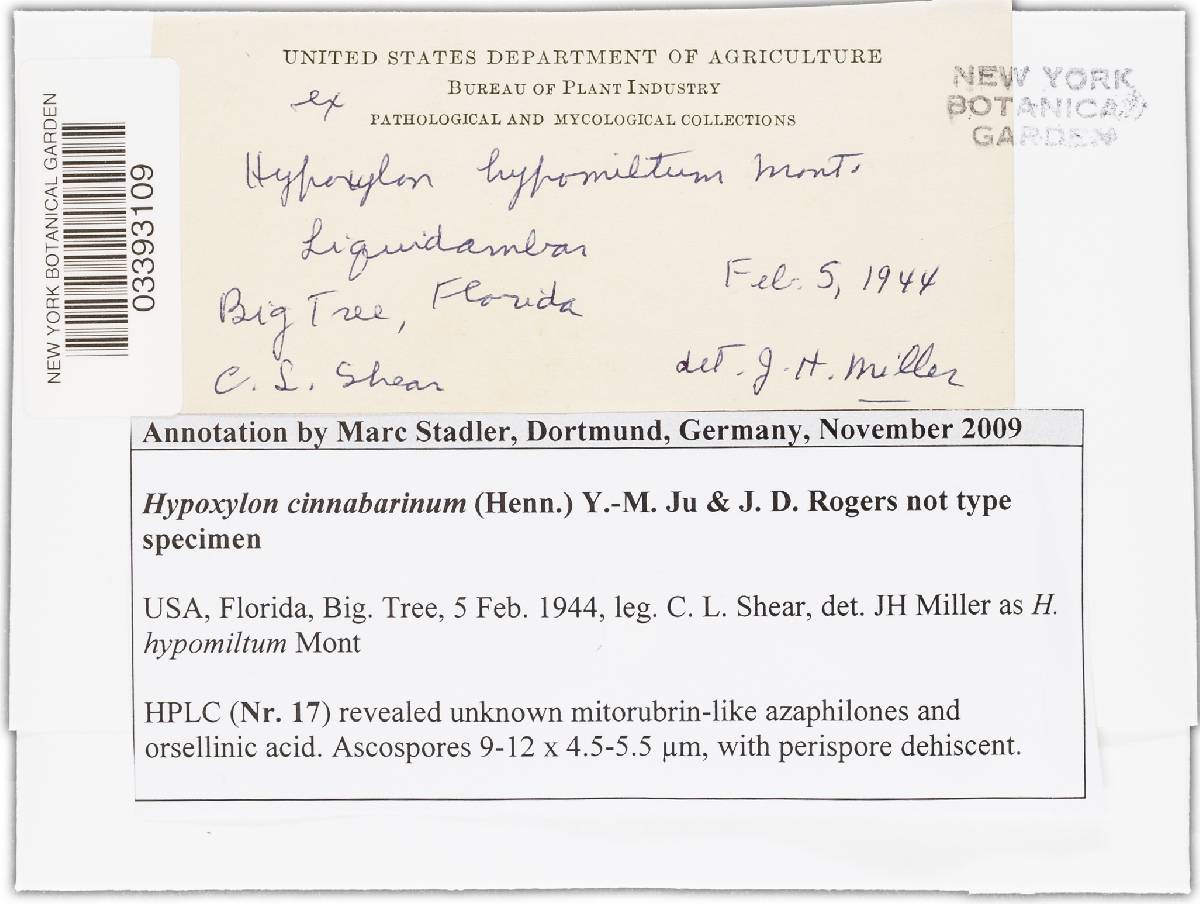 UNITED STATES DEPARTMENT OF AGRICULTURE
BUREAU OF PLANT INDUSTRY
ex
PATHOLOGICAL AND MYCOLOGICAL COLLECTIONS
NEW YORK
BOTANICAL
GARDEN
Hypoxylon hypomiltum Mont.
Liquidambar
Big Tree, Florida
Feb. 5, 1944
C. L. Shear
det. J. H. Miller
NEW YORK BOTANICAL GARDEN
03393109
Annotation by Marc Stadler, Dortmund, Germany, November 2009
Hypoxylon cinnabarinum (Henn.) Y.-M. Ju & J. D. Rogers not type
specimen
USA, Florida, Big. Tree, 5 Feb. 1944, leg. C. L. Shear, det. JH Miller as H.
hypomiltum Mont
HPLC (Nr. 17) revealed unknown mitorubrin-like azaphilones and
orsellinic acid. Ascospores 9-12 x 4.5-5.5 µm, with perispore dehiscent.